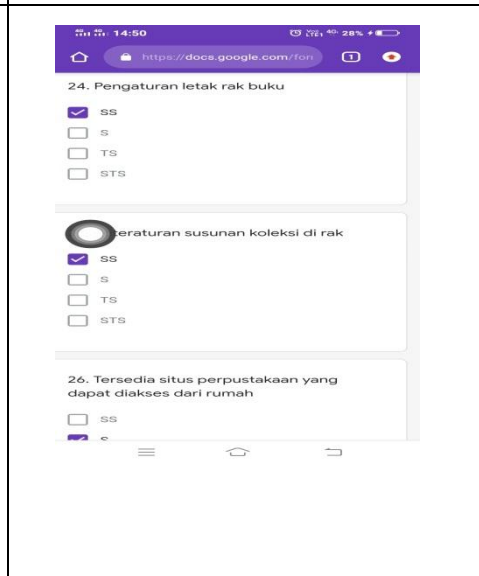 14:50 28%
https://docs.google.com/for 1
24. Pengaturan letak rak buku
SS
S
TS
STS
teraturan susunan koleksi di rak
SS
S
TS
STS
26. Tersedia situs perpustakaan yang
dapat diakses dari rumah
SS
S